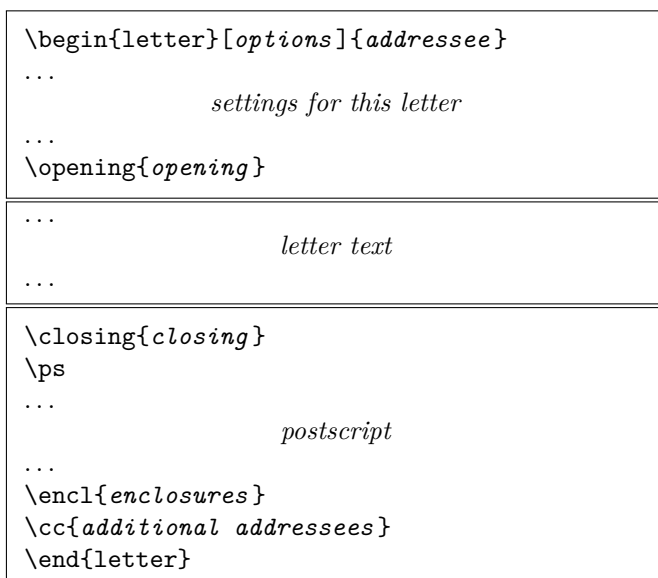 \begin{letter}[options]{addressee}
...
settings for this letter
...
\opening{opening}
...
letter text
...
\closing{closing}
\ps
...
postscript
...
\encl{enclosures}
\cc{additional addressees}
\end{letter}